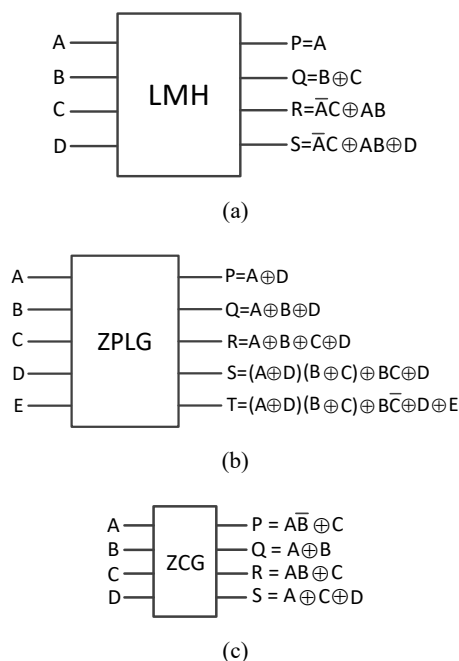 A
P=A
B
Q=B⊕C
LMH
C
R=A̅C⊕AB
D
S=A̅C⊕AB⊕D
(a)
A
P=A⊕D
B
Q=A⊕B⊕D
C
ZPLG
R=A⊕B⊕C⊕D
D
S=(A⊕D)(B⊕C)⊕BC⊕D
E
T=(A⊕D)(B⊕C)⊕BC̅⊕D⊕E
(b)
A
P = AB̅⊕C
B
Q = A⊕B
ZCG
C
R = AB⊕C
D
S = A⊕C⊕D
(c)